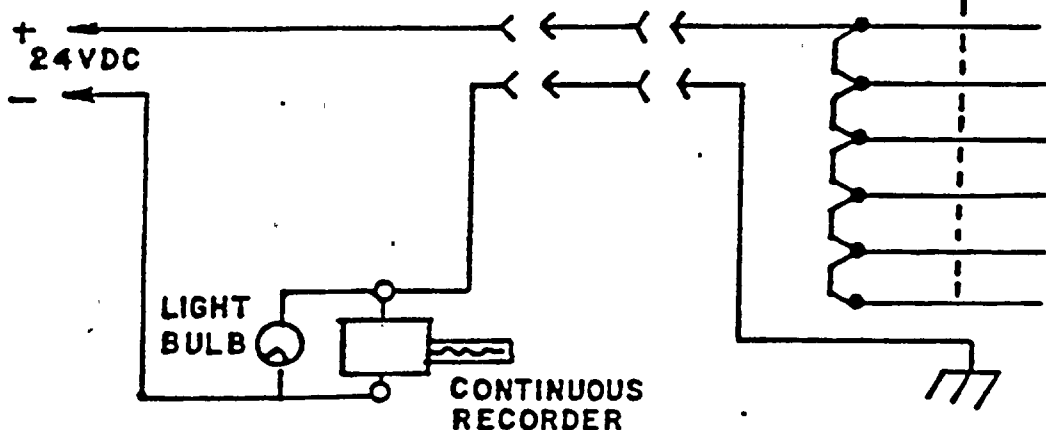 +
24VDC
−
LIGHT
BULB
CONTINUOUS
RECORDER